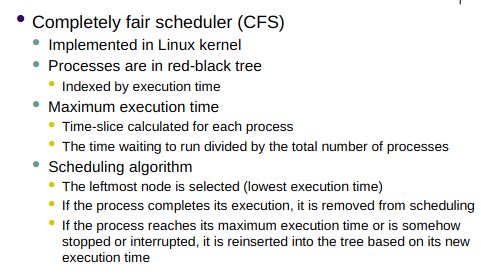 Completely fair scheduler (CFS)
Implemented in Linux kernel
Processes are in red-black tree
Indexed by execution time
Maximum execution time
Time-slice calculated for each process
The time waiting to run divided by the total number of processes
Scheduling algorithm
The leftmost node is selected (lowest execution time)
If the process completes its execution, it is removed from scheduling
If the process reaches its maximum execution time or is somehow
stopped or interrupted, it is reinserted into the tree based on its new
execution time